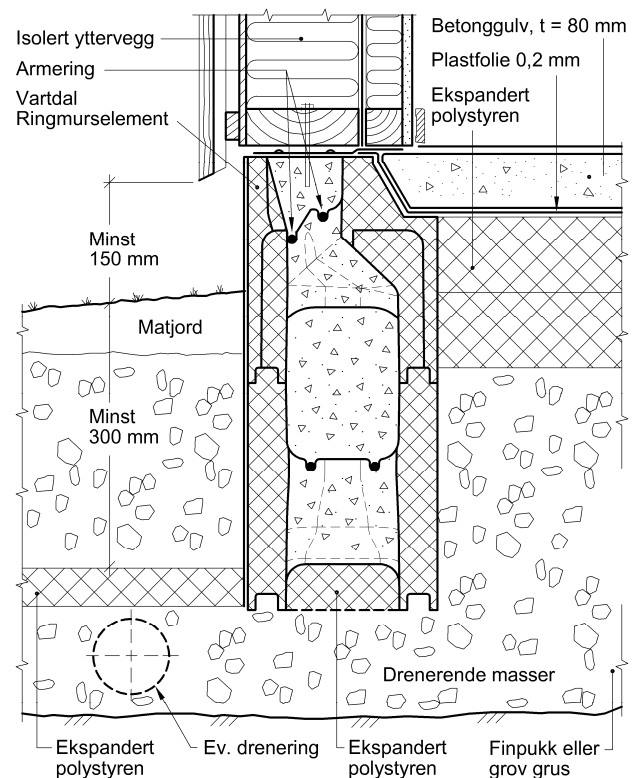 Isolert yttervegg
Armering
Vartdal
Ringmurselement
Betonggulv, t = 80 mm
Plastfolie 0,2 mm
Ekspandert
polystyren
Minst
150 mm
Matjord
Minst
300 mm
Drenerende masser
Ekspandert
polystyren
Ev. drenering
Ekspandert
polystyren
Finpukk eller
grov grus